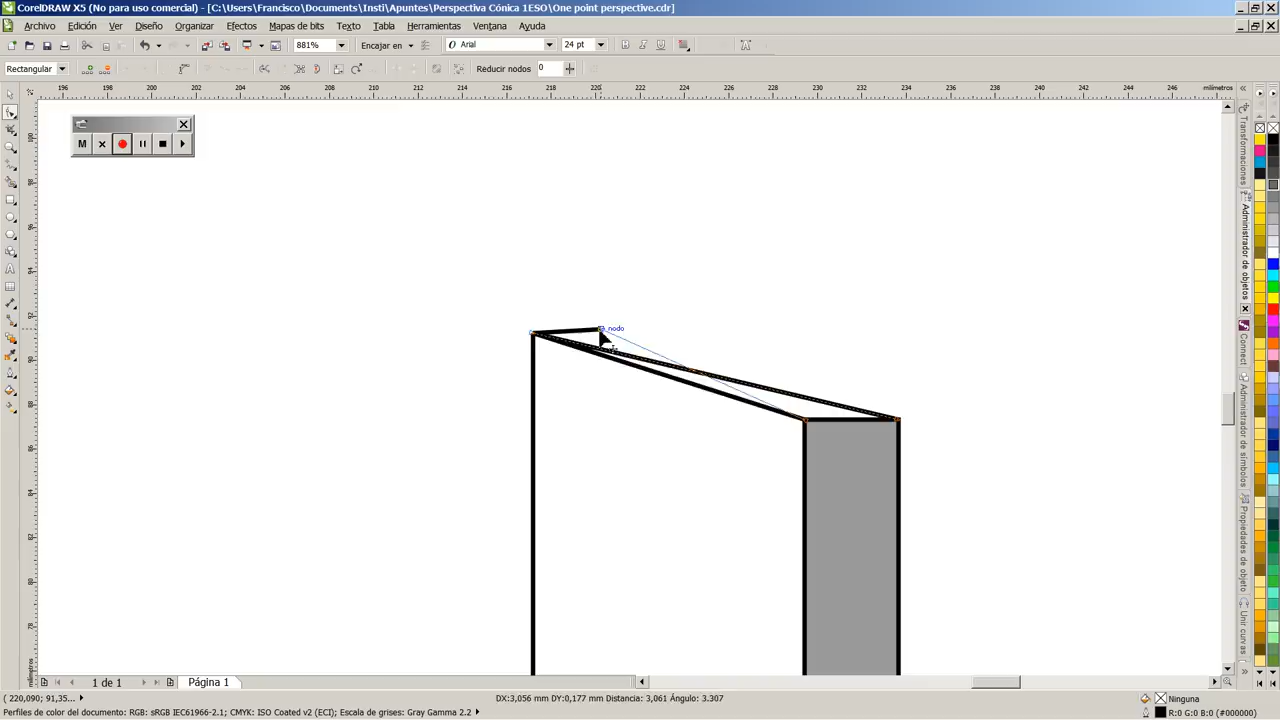 CorelDRAW X5 (No para uso comercial) - [C:\Users\Francisco\Documents\Insti\Apuntes\Perspectiva Cónica 1ESO\One point perspective.cdr]
Archivo Edición Ver Diseño Organizar Efectos Mapas de bits Texto Tabla Herramientas Ventana Ayuda
881% Encajar en Arial 24 pt
Rectangular Reducir nodos 0
196 198 200 202 204 206 208 210 212 214 216 218 220 222 224 226 228 230 232 234 236 238 240 242 244 246 milímetros
M
nodo
Transformaciones
Administrador de objetos
Connect
Administrador de símbolos
Propiedades de objeto
Unir curvas
1 de 1 Página 1
( 220,090; 91,35... DX:3,056 mm DY:0,177 mm Distancia: 3,061 Ángulo: 3.307 Ninguna
Perfiles de color del documento: RGB: sRGB IEC61966-2.1; CMYK: ISO Coated v2 (ECI); Escala de grises: Gray Gamma 2.2 R:0 G:0 B:0 (#000000)